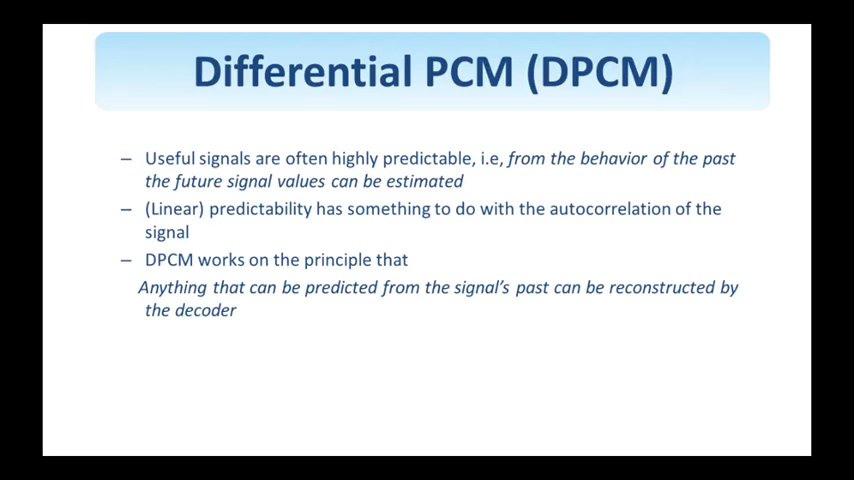 Differential PCM (DPCM)
– Useful signals are often highly predictable, i.e, from the behavior of the past
the future signal values can be estimated
– (Linear) predictability has something to do with the autocorrelation of the
signal
– DPCM works on the principle that
Anything that can be predicted from the signal's past can be reconstructed by
the decoder